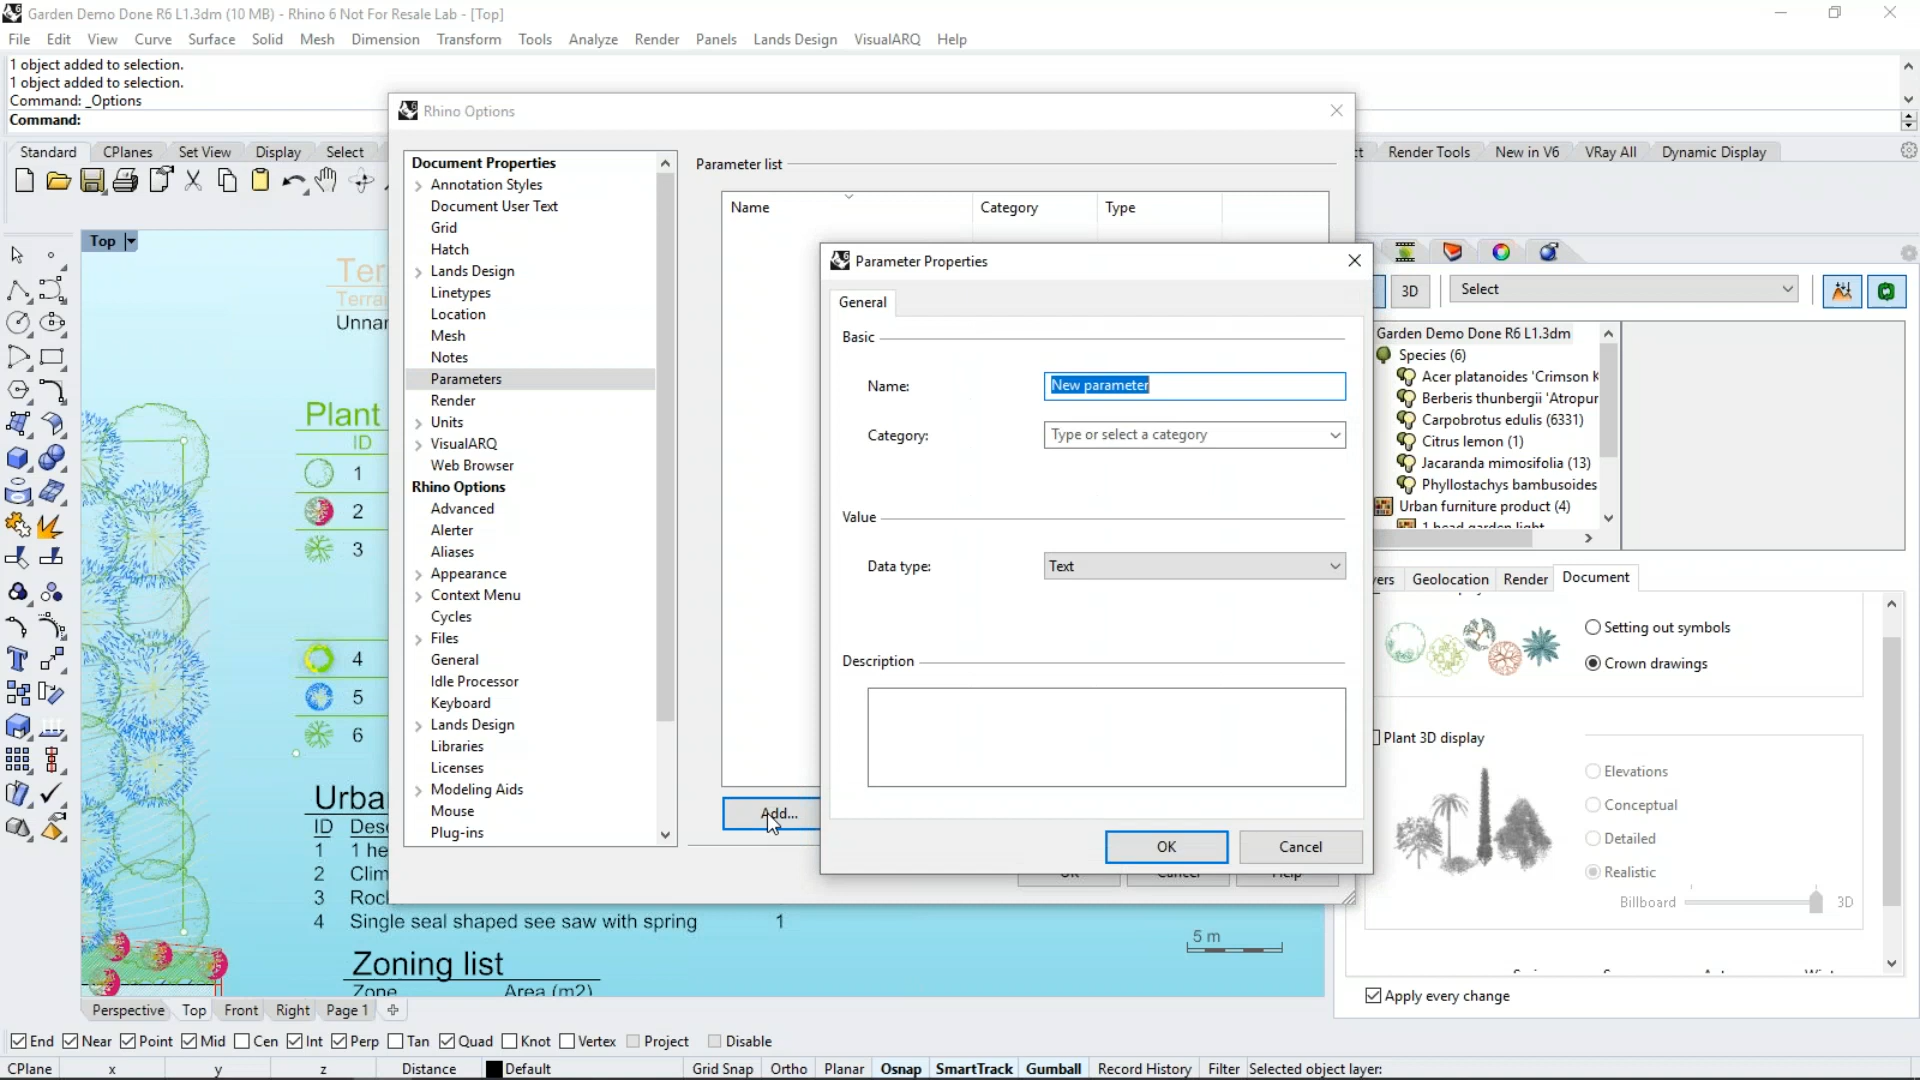 Garden Demo Done R6 L1.3dm (10 MB) - Rhino 6 Not For Resale Lab - [Top]
File Edit View Curve Surface Solid Mesh Dimension Transform Tools Analyze Render Panels Lands Design VisualARQ Help
1 object added to selection.
1 object added to selection.
Command: _Options
Command:
Standard CPlanes Set View Display Select
Render Tools New in V6 VRay All Dynamic Display
Top
Unnar
Plant
ID
1
2
3
4
5
6
ID
1 1 he
2
3
4 Single seal shaped see saw with spring 1
Zoning list
Zone Area (m2)
5 m
Rhino Options
Document Properties
Annotation Styles
Document User Text
Grid
Hatch
Lands Design
Linetypes
Location
Mesh
Notes
Parameters
Render
Units
VisualARQ
Web Browser
Rhino Options
Advanced
Alerter
Aliases
Appearance
Context Menu
Cycles
Files
General
Idle Processor
Keyboard
Lands Design
Libraries
Licenses
Modeling Aids
Mouse
Plug-ins
Parameter list
Name Category Type
Add...
Parameter Properties
General
Basic
Name: New parameter
Category: Type or select a category
Value
Data type: Text
Description
OK Cancel
3D Select
Garden Demo Done R6 L1.3dm
Species (6)
Acer platanoides 'Crimson K
Berberis thunbergii 'Atropur
Carpobrotus edulis (6331)
Citrus lemon (1)
Jacaranda mimosifolia (13)
Phyllostachys bambusoides
Urban furniture product (4)
1 head garden light
Geolocation Render Document
Setting out symbols
Crown drawings
Plant 3D display
Elevations
Conceptual
Detailed
Realistic
Billboard 3D
Apply every change
Perspective Top Front Right Page 1
End Near Point Mid Cen Int Perp Tan Quad Knot Vertex Project Disable
CPlane x y z Distance Default Grid Snap Ortho Planar Osnap SmartTrack Gumball Record History Filter Selected object layer: